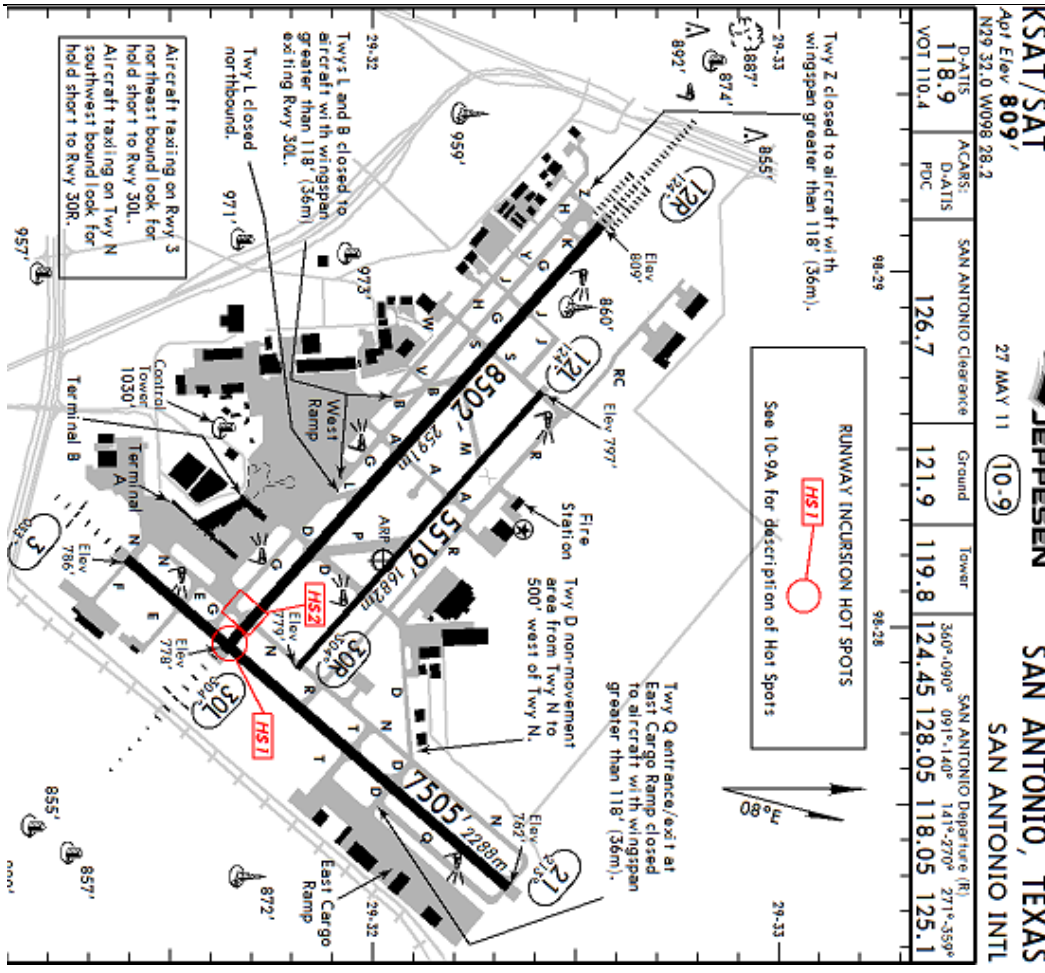 KSAT/SAT
Apt Elev 809'
N29 32.0 W098 28.2
JEPPESEN
27 MAY 11
10-9
SAN ANTONIO, TEXAS
SAN ANTONIO INTL
D-ATIS
118.9
VOT 110.4
ACARS:
D-ATIS
PDC
SAN ANTONIO Clearance
126.7
Ground
121.9
Tower
119.8
SAN ANTONIO Departure (R)
360°-090° 091°-140° 141°-270° 271°-359°
124.45 128.05 118.05 125.1
98-29
98-28
29-33
29-33
29-32
29-32
RUNWAY INCURSION HOT SPOTS
HS1
See 10-9A for description of Hot Spots
08°E
887'
874'
892'
855'
959'
Twy Z closed to aircraft with
wingspan greater than 118' (36m).
12R
124°
Elev
809'
860'
12L
124°
Elev 797'
RC
Z
H
K
G
Y
J
J
J
H
G
S
S
W
V
B
B
A
G
L
M
A
A
R
R
8502' 2591m
5519' 1682m
Fire
Station
ARP
P
D
D
D
G
Twys L and B closed to
aircraft with wingspan
greater than 118' (36m)
exiting Rwy 30L.
Twy L closed
northbound.
973'
971'
957'
West
Ramp
Control
Tower
1030'
Terminal
A
Terminal B
Aircraft taxiing on Rwy 3
northeast bound look for
hold short to Rwy 30L.
Aircraft taxiing on Twy N
southwest bound look for
hold short to Rwy 30R.
Twy D non-movement
area from Twy N to
500' west of Twy N.
Twy Q entrance/exit at
East Cargo Ramp closed
to aircraft with wingspan
greater than 118' (36m).
HS2
HS1
Elev
779'
30R
304°
Elev
778'
30L
304°
3
033°
Elev
786'
N
N
F
E
E
G
N
R
T
T
T
D
N
D
D
Q
N
7505' 2288m
Elev
762'
21
East Cargo
Ramp
872'
855'
857'